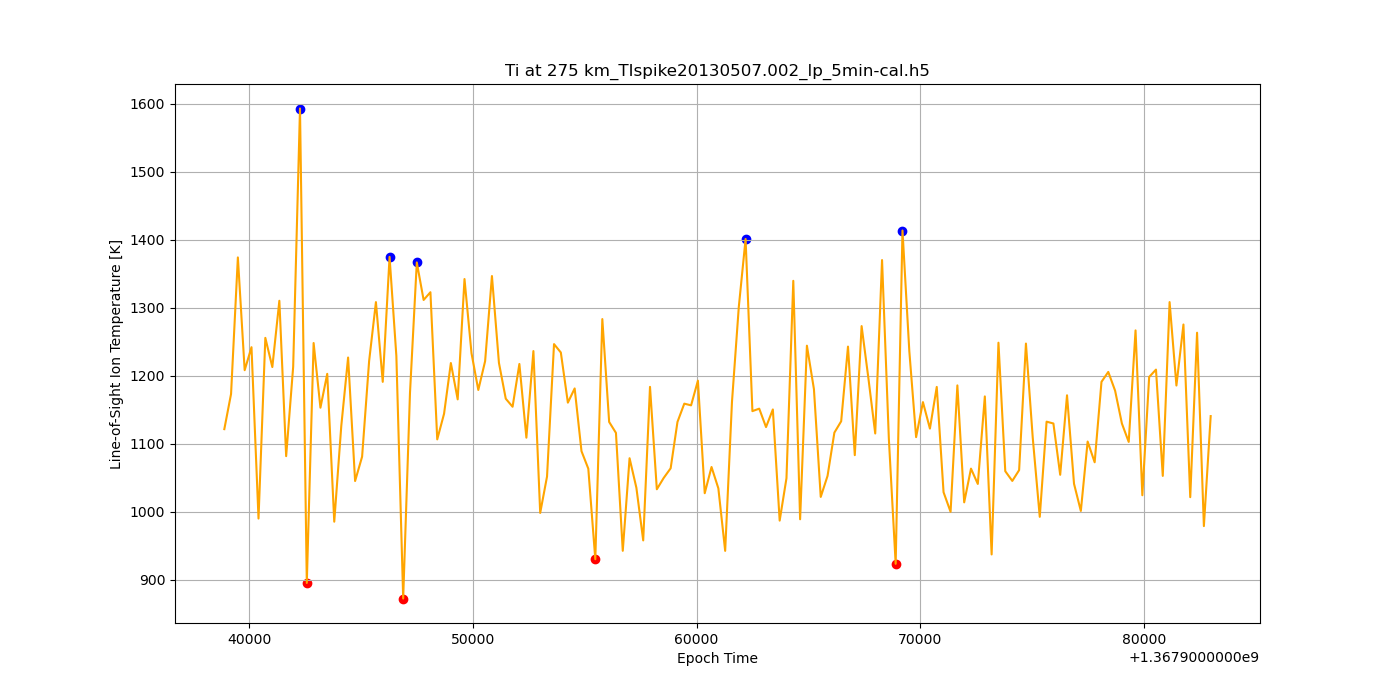 Ti at 275 km_TIspike20130507.002_lp_5min-cal.h5
1600
1500
1400
1300
1200
1100
1000
900
Line-of-Sight Ion Temperature [K]
40000 50000 60000 70000 80000
Epoch Time
+1.3679000000e9